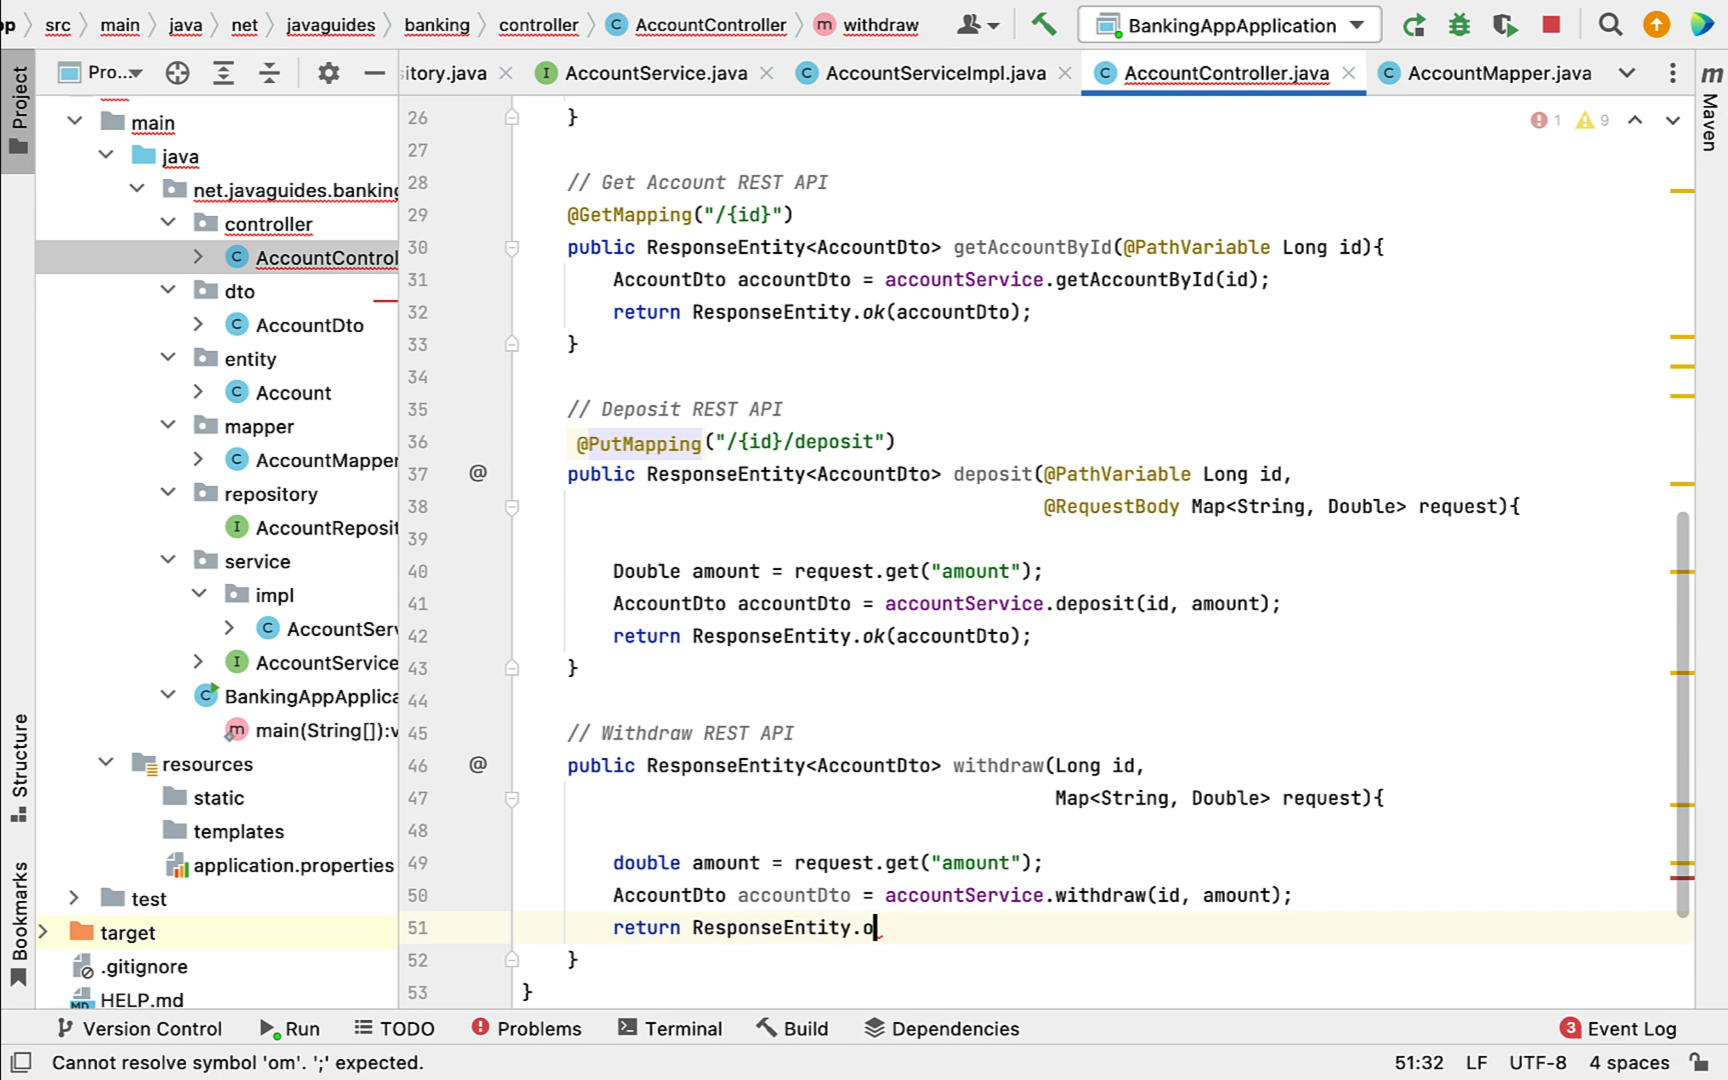 op src main java net javaguides banking controller AccountController withdraw BankingAppApplication
Project Pro... itory.java AccountService.java AccountServiceImpl.java AccountController.java AccountMapper.java
Maven
Structure
Bookmarks
main
java
net.javaguides.banking
controller
AccountControl
dto
AccountDto
entity
Account
mapper
AccountMapper
repository
AccountReposit
service
impl
AccountServ
AccountService
BankingAppApplica
main(String[]):v
resources
static
templates
application.properties
test
target
.gitignore
HELP.md
1 9
26 }
27
28 // Get Account REST API
29 @GetMapping("/{id}")
30 public ResponseEntity<AccountDto> getAccountById(@PathVariable Long id){
31 AccountDto accountDto = accountService.getAccountById(id);
32 return ResponseEntity.ok(accountDto);
33 }
34
35 // Deposit REST API
36 @PutMapping("/{id}/deposit")
37 @ public ResponseEntity<AccountDto> deposit(@PathVariable Long id,
38 @RequestBody Map<String, Double> request){
39
40 Double amount = request.get("amount");
41 AccountDto accountDto = accountService.deposit(id, amount);
42 return ResponseEntity.ok(accountDto);
43 }
44
45 // Withdraw REST API
46 @ public ResponseEntity<AccountDto> withdraw(Long id,
47 Map<String, Double> request){
48
49 double amount = request.get("amount");
50 AccountDto accountDto = accountService.withdraw(id, amount);
51 return ResponseEntity.o
52 }
53 }
Version Control Run TODO Problems Terminal Build Dependencies 3 Event Log
Cannot resolve symbol 'om'. ';' expected. 51:32 LF UTF-8 4 spaces